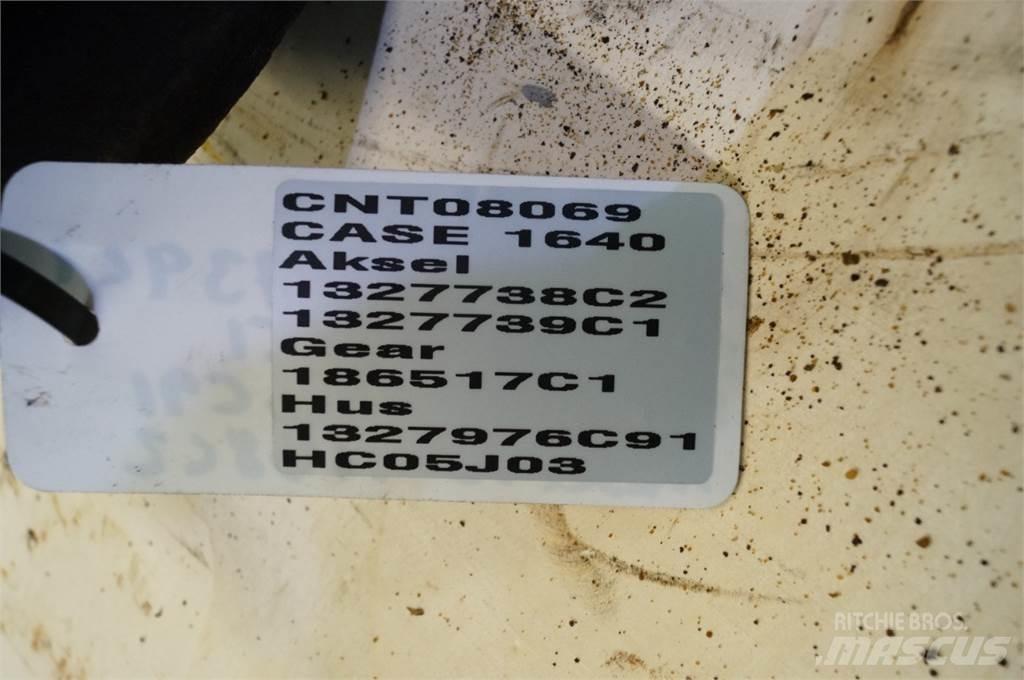 CNT08069
CASE 1640
Aksel
1327738C2
1327739C1
Gear
186517C1
Hus
1327976C91
HC05J03
RITCHIE BROS.
MASCUS